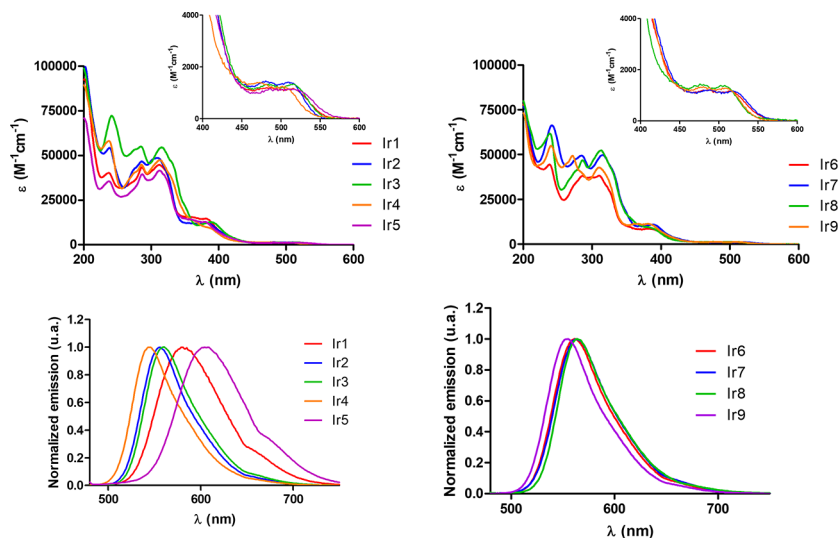 4000
2000
0
400 450 500 550 600
ε (M⁻¹cm⁻¹)
λ (nm)
100000
75000
50000
25000
0
200 300 400 500 600
ε (M⁻¹cm⁻¹)
λ (nm)
Ir1
Ir2
Ir3
Ir4
Ir5
4000
2000
0
400 450 500 550 600
ε (M⁻¹cm⁻¹)
λ (nm)
100000
75000
50000
25000
0
200 300 400 500 600
ε (M⁻¹cm⁻¹)
λ (nm)
Ir6
Ir7
Ir8
Ir9
1.0
0.8
0.6
0.4
0.2
0.0
500 600 700
Normalized emission (u.a.)
λ (nm)
Ir1
Ir2
Ir3
Ir4
Ir5
1.2
1.0
0.8
0.6
0.4
0.2
0.0
500 600 700
Normalized emission (u.a.)
λ (nm)
Ir6
Ir7
Ir8
Ir9